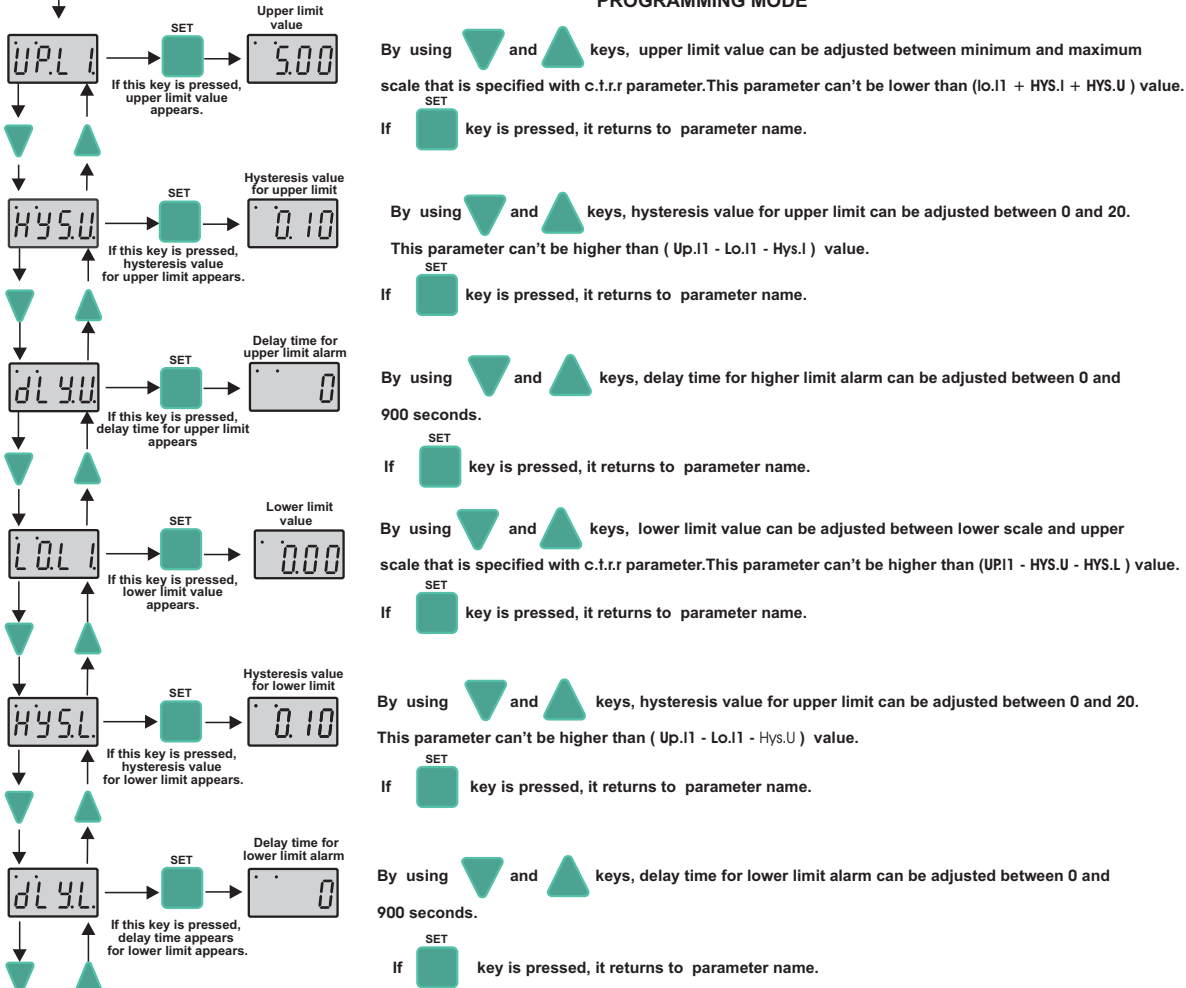 PROGRAMMING MODE
Upper limit
value
SET
UP.L1.
5.00
If this key is pressed,
upper limit value
appears.
By using and keys, upper limit value can be adjusted between minimum and maximum
scale that is specified with c.t.r.r parameter.This parameter can't be lower than (lo.l1 + HYS.l + HYS.U ) value.
SET
If key is pressed, it returns to parameter name.
Hysteresis value
for upper limit
SET
HYS.U.
0.10
If this key is pressed,
hysteresis value
for upper limit appears.
By using and keys, hysteresis value for upper limit can be adjusted between 0 and 20.
This parameter can't be higher than ( Up.l1 - Lo.l1 - Hys.l ) value.
SET
If key is pressed, it returns to parameter name.
Delay time for
upper limit alarm
SET
dLY.U.
0
If this key is pressed,
delay time for upper limit
appears
By using and keys, delay time for higher limit alarm can be adjusted between 0 and
900 seconds.
SET
If key is pressed, it returns to parameter name.
Lower limit
value
SET
LO.L1.
0.00
If this key is pressed,
lower limit value
appears.
By using and keys, lower limit value can be adjusted between lower scale and upper
scale that is specified with c.t.r.r parameter.This parameter can't be higher than (UP.l1 - HYS.U - HYS.L ) value.
SET
If key is pressed, it returns to parameter name.
Hysteresis value
for lower limit
SET
HYS.L.
0.10
If this key is pressed,
hysteresis value
for lower limit appears.
By using and keys, hysteresis value for upper limit can be adjusted between 0 and 20.
This parameter can't be higher than ( Up.l1 - Lo.l1 - Hys.U ) value.
SET
If key is pressed, it returns to parameter name.
Delay time for
lower limit alarm
SET
dLY.L.
0
If this key is pressed,
delay time appears
for lower limit appears.
By using and keys, delay time for lower limit alarm can be adjusted between 0 and
900 seconds.
SET
If key is pressed, it returns to parameter name.